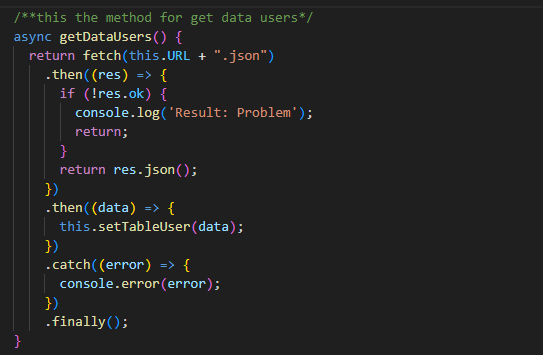 /**this the method for get data users*/
async getDataUsers() {
  return fetch(this.URL + ".json")
    .then((res) => {
      if (!res.ok) {
        console.log('Result: Problem');
        return;
      }
      return res.json();
    })
    .then((data) => {
      this.setTableUser(data);
    })
    .catch((error) => {
      console.error(error);
    })
    .finally();
}